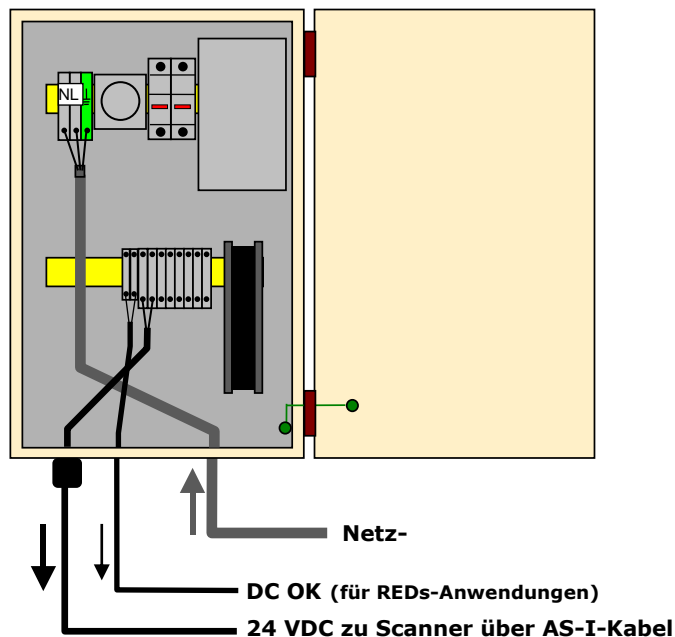 NL
Netz-
DC OK (für REDs-Anwendungen)
24 VDC zu Scanner über AS-I-Kabel